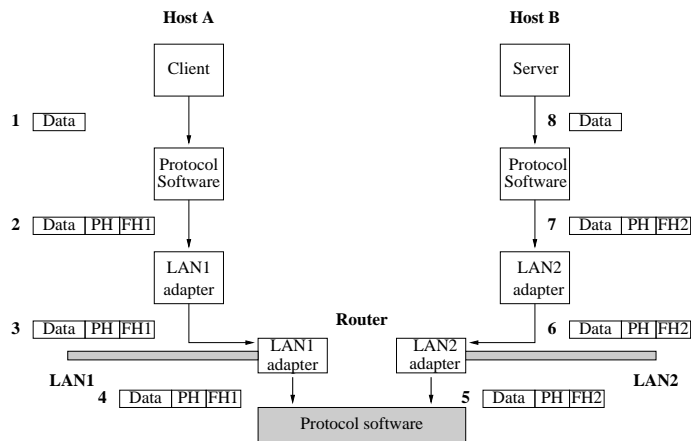 Host A
Host B
Client
Server
1 Data
8 Data
Protocol
Software
Protocol
Software
2 Data PH FH1
7 Data PH FH2
LAN1
adapter
LAN2
adapter
Router
3 Data PH FH1
6 Data PH FH2
LAN1
adapter
LAN2
adapter
LAN1
LAN2
4 Data PH FH1
5 Data PH FH2
Protocol software